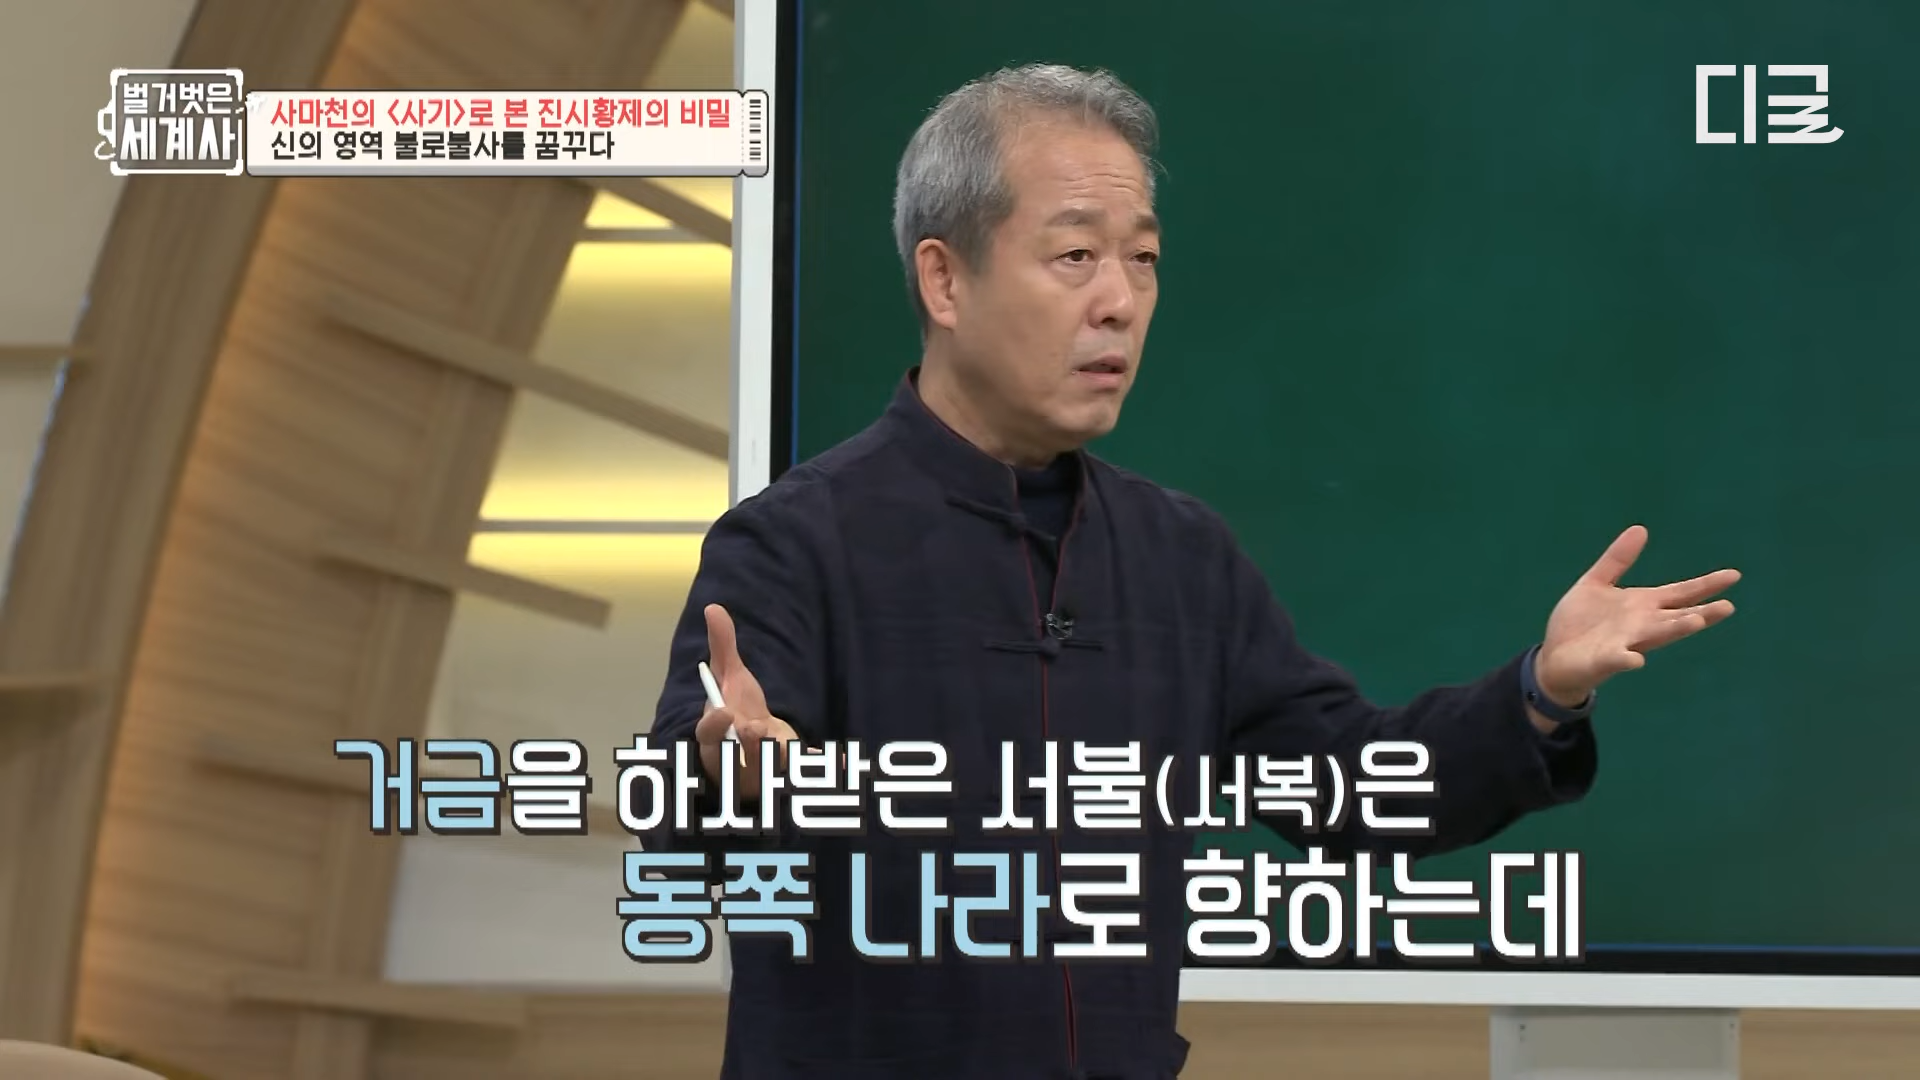 벌거벗은
세계사
사마천의 <사기>로 본 진시황제의 비밀
신의 영역 불로불사를 꿈꾸다
디글
거금을 하사받은 서불(서복)은
동쪽 나라로 향하는데